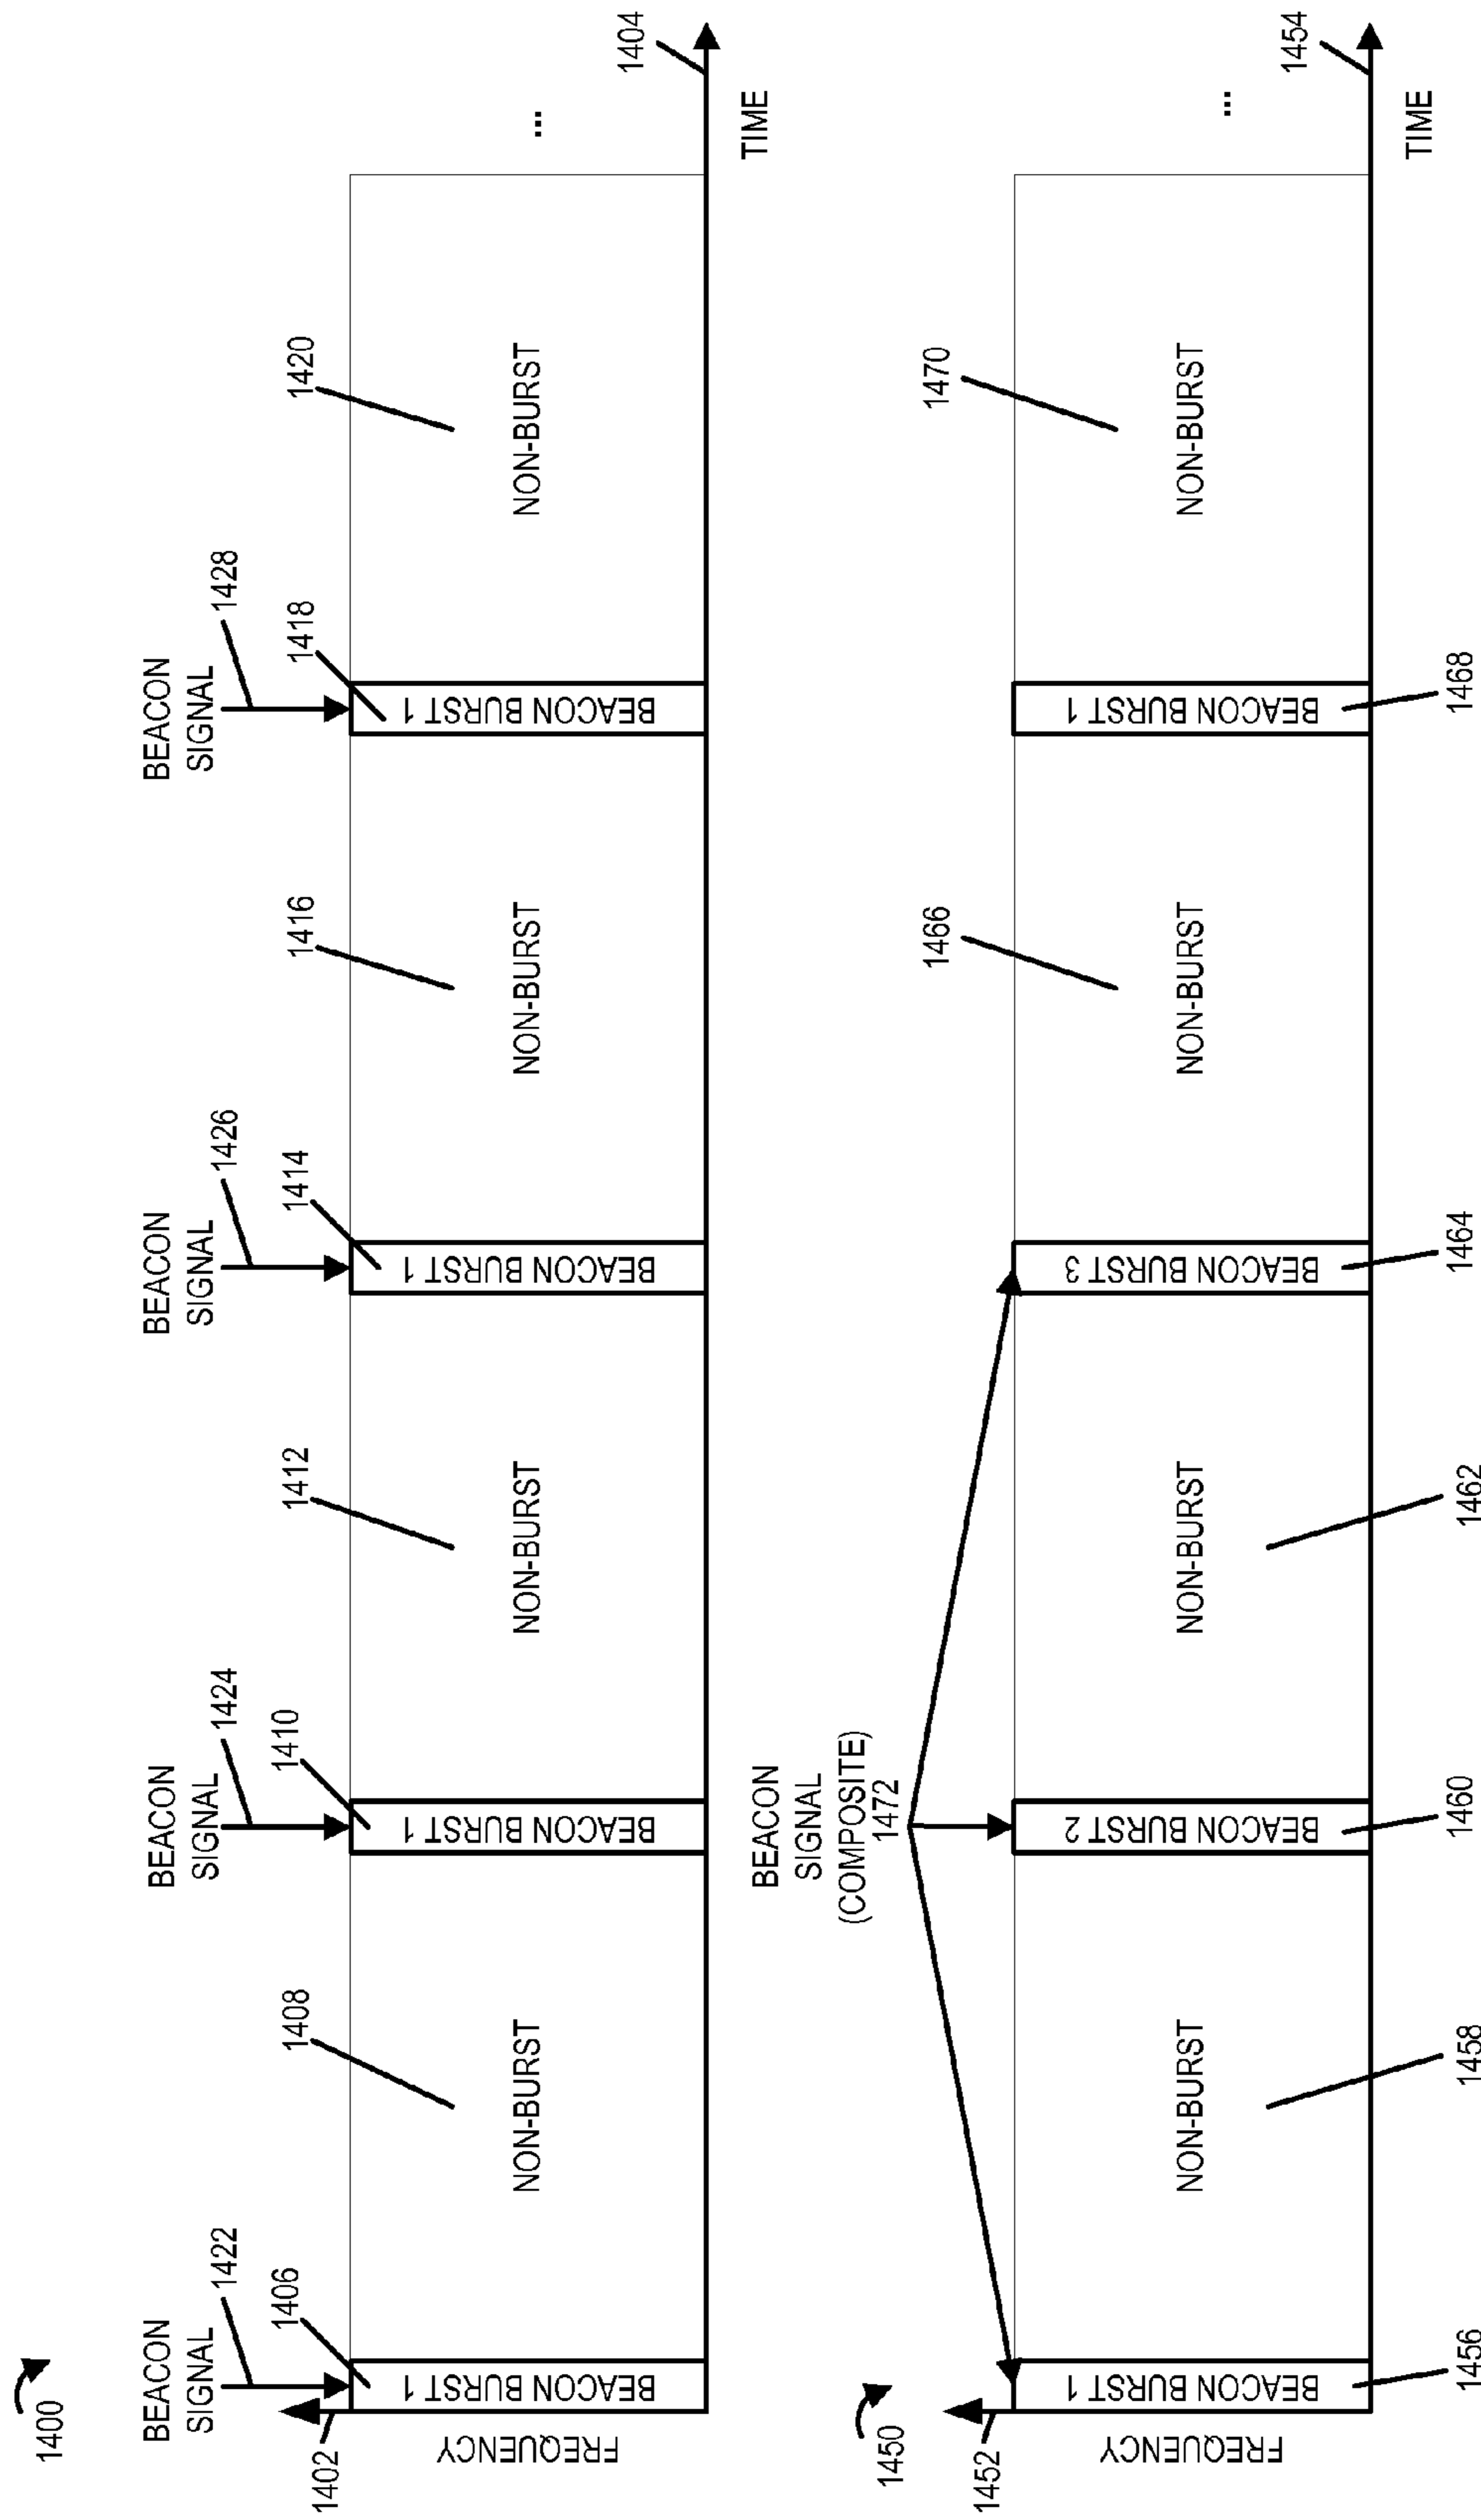 1400
BEACON
SIGNAL
1422
BEACON
SIGNAL
1424
BEACON
SIGNAL
1426
BEACON
SIGNAL
1428
1402
1406
1408
1410
1412
1414
1416
1418
1420
FREQUENCY
BEACON BURST 1
NON-BURST
BEACON BURST 1
NON-BURST
BEACON BURST 1
NON-BURST
BEACON BURST 1
NON-BURST
...
1404
TIME
1450
BEACON
SIGNAL
(COMPOSITE)
1472
1452
1466
1470
FREQUENCY
BEACON BURST 1
NON-BURST
BEACON BURST 2
NON-BURST
BEACON BURST 3
NON-BURST
BEACON BURST 1
NON-BURST
...
1454
TIME
1456
1458
1460
1462
1464
1468